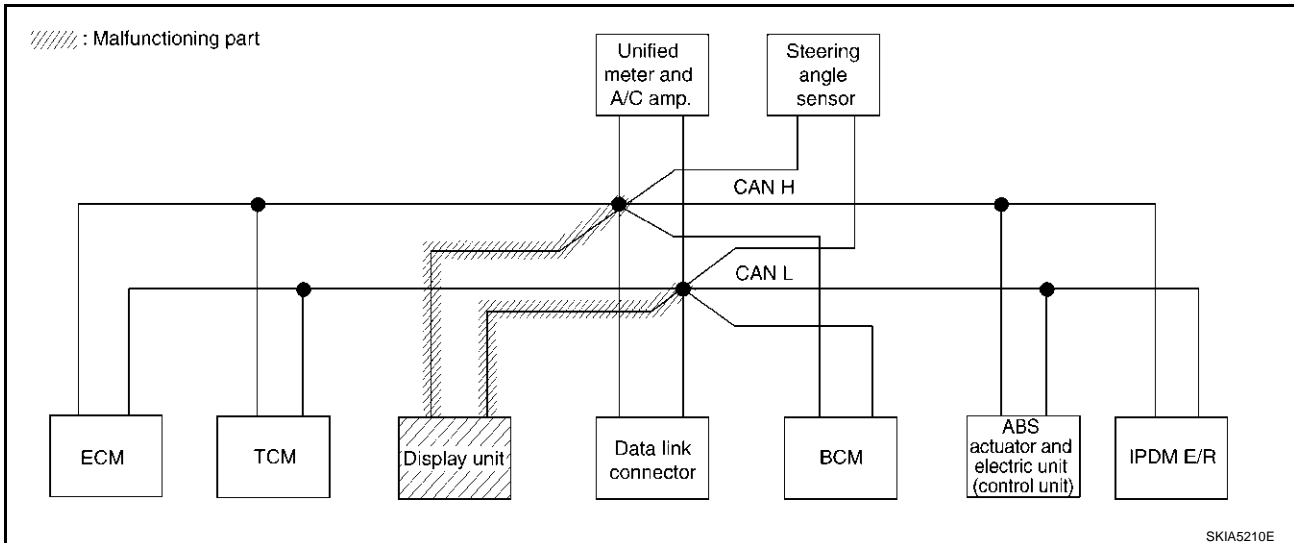 : Malfunctioning part
Unified
meter and
A/C amp.
Steering
angle
sensor
CAN H
CAN L
ECM
TCM
Display unit
Data link
connector
BCM
ABS
actuator and
electric unit
(control unit)
IPDM E/R
SKIA5210E